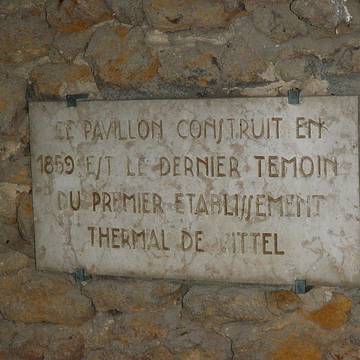 CE PAVILLON CONSTRUIT EN
1859 EST LE DERNIER TEMOIN
DU PREMIER ETABLISSEMENT
THERMAL DE VITTEL